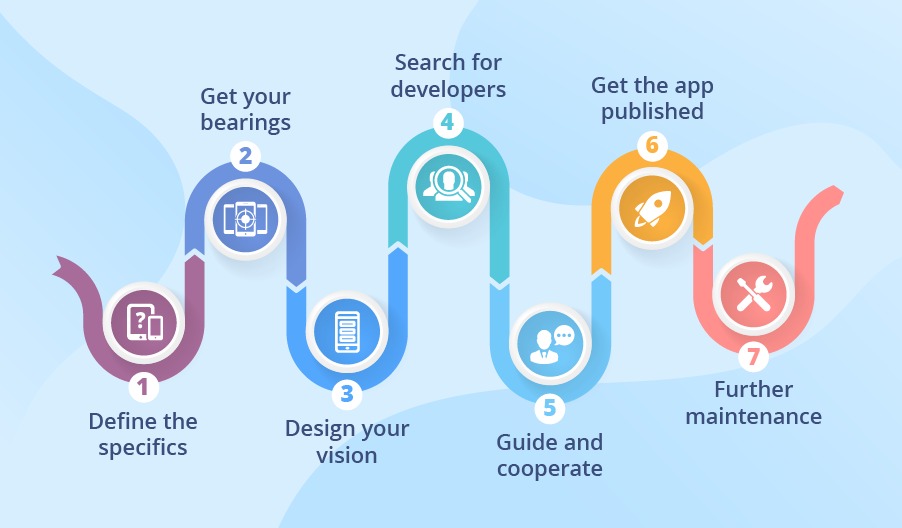 1
Define the
specifics
Get your
bearings
2
3
Design your
vision
Search for
developers
4
5
Guide and
cooperate
Get the app
published
6
7
Further
maintenance
?